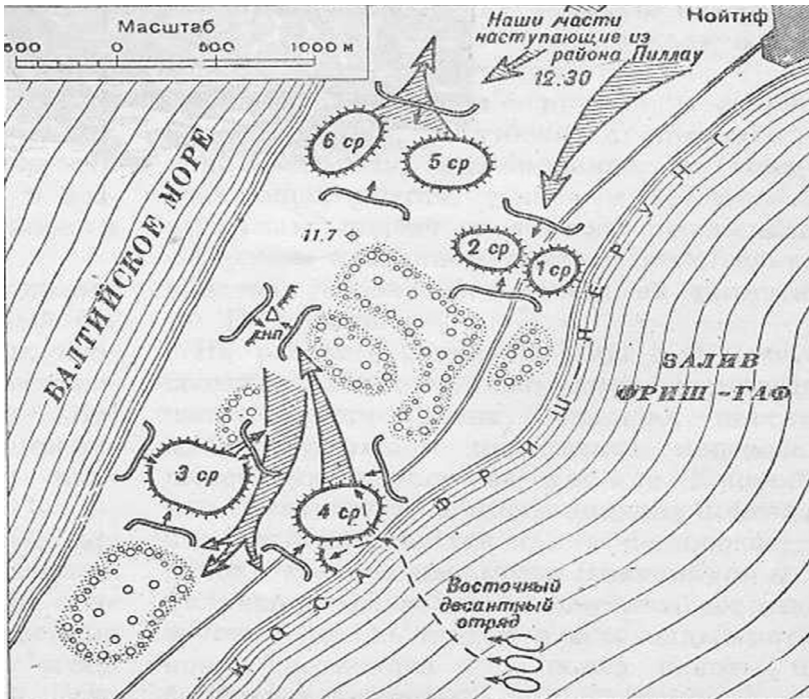 Масштаб
500 0 500 1000 м
Наши части
наступающие из
района Пиллау
12.30
Нойтиф
БАЛТИЙСКОЕ МОРЕ
6 ср
5 ср
2 ср
1 ср
11.7
КНП
ЗАЛИВ
ФРИШ-ГАФ
3 ср
4 ср
КОСА ФРИШ-НЕРУНГ
Восточный
десантный
отряд